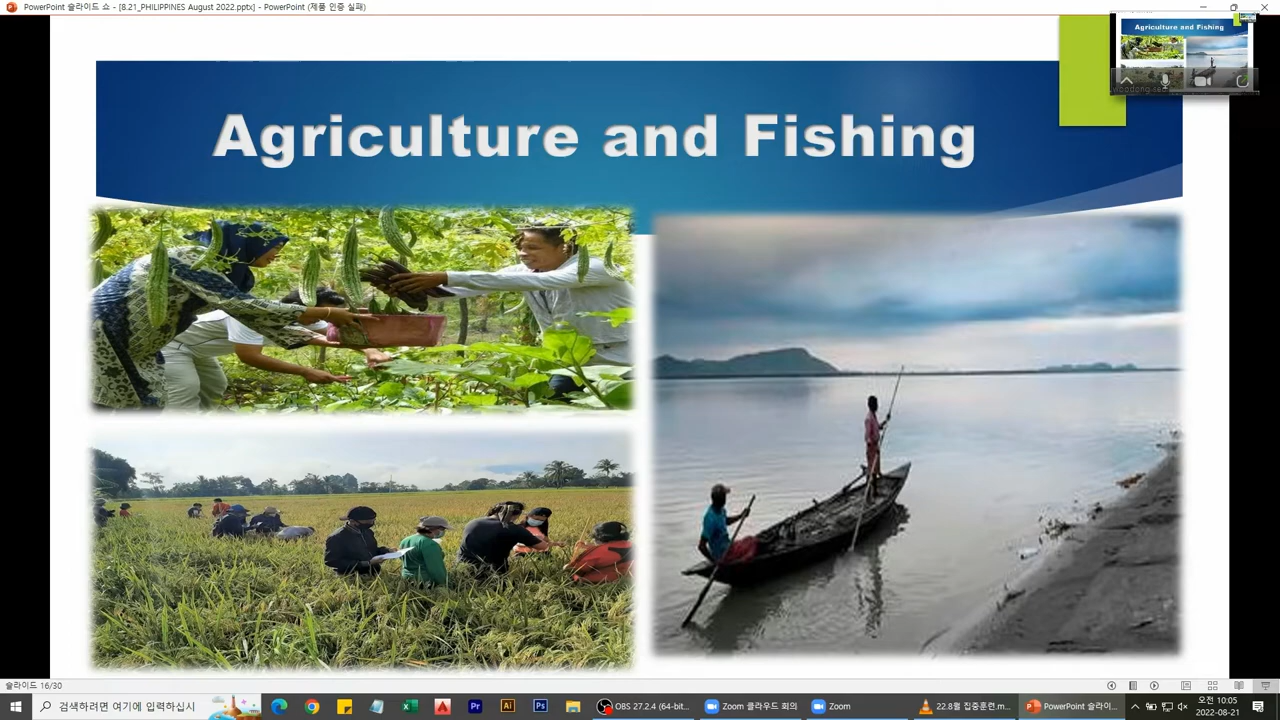 PowerPoint 슬라이드 쇼 - [8.21_PHILIPPINES August 2022.pptx] - PowerPoint (제품 인증 실패)
Agriculture and Fishing
Agriculture and Fishing
슬라이드 16/30
검색하려면 여기에 입력하십시
OBS 27.2.4 (64-bit...
Zoom 클라우드 회의
Zoom
22.8월 집중훈련.m...
PowerPoint 슬라이...
오전 10:05
2022-08-21